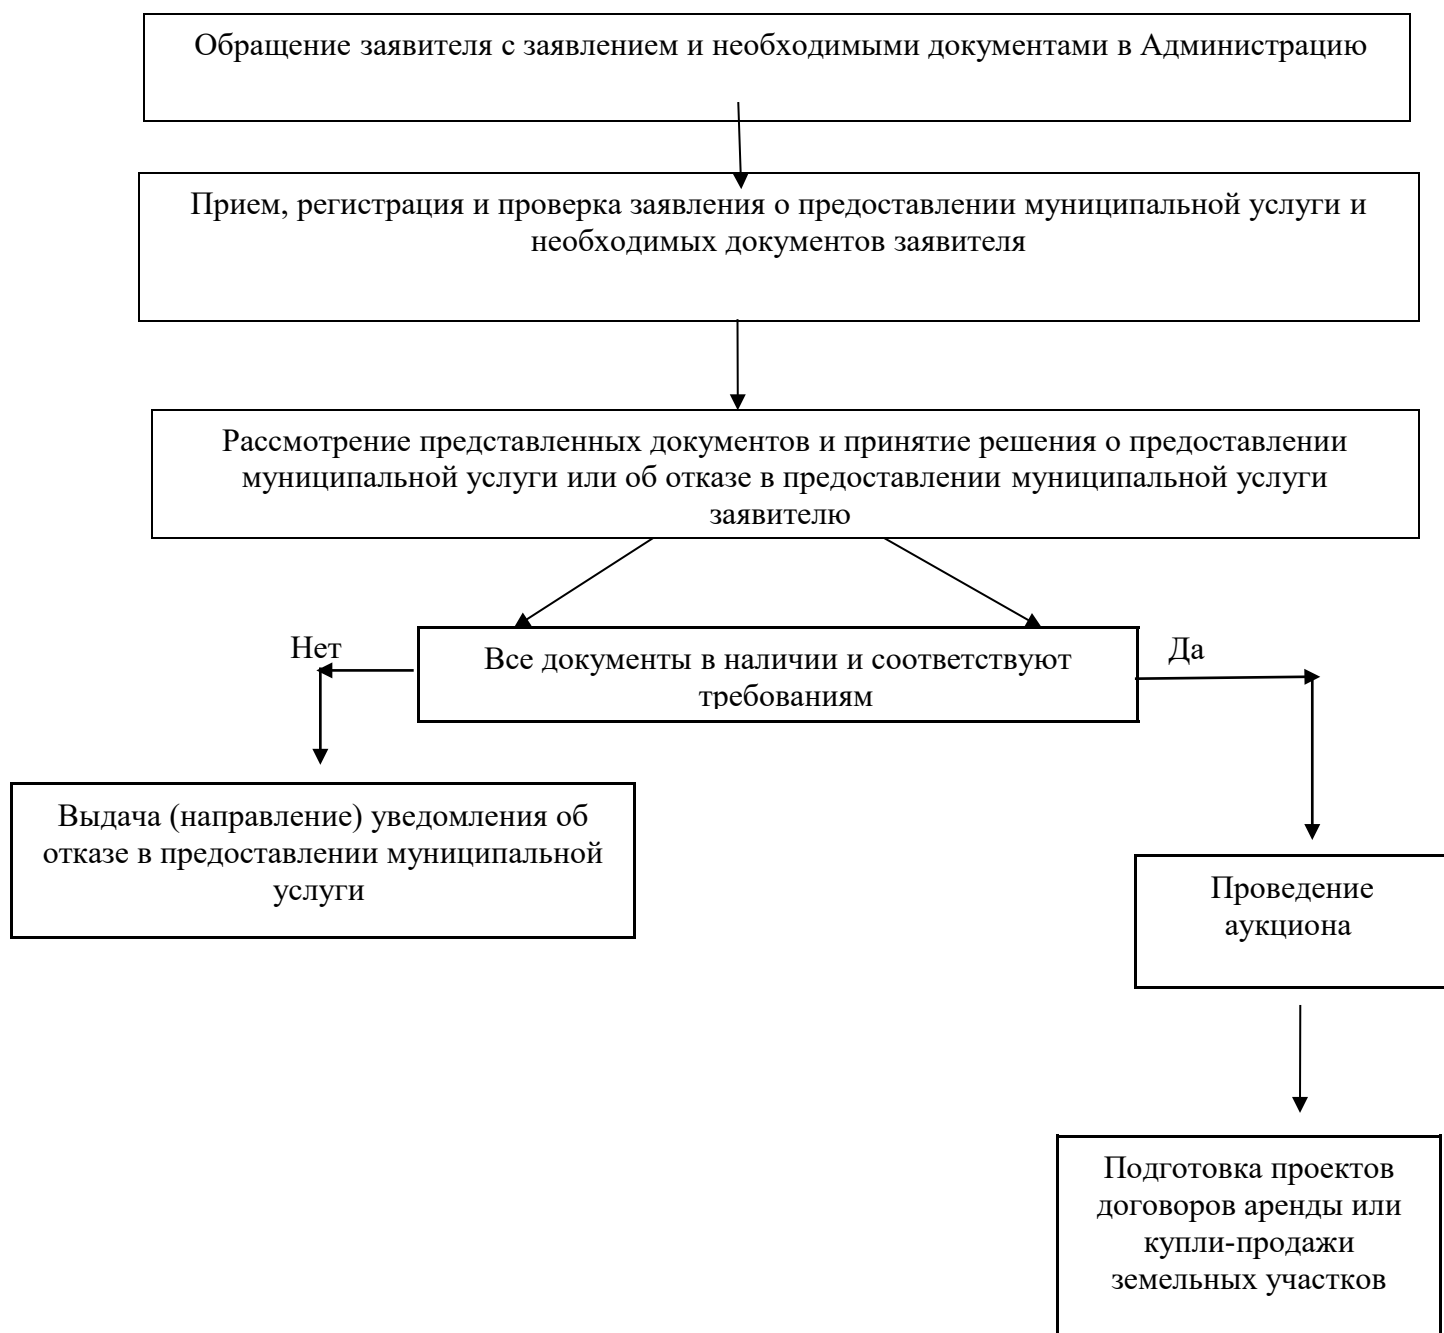 Обращение заявителя с заявлением и необходимыми документами в Администрацию
Прием, регистрация и проверка заявления о предоставлении муниципальной услуги и
необходимых документов заявителя
Рассмотрение представленных документов и принятие решения о предоставлении
муниципальной услуги или об отказе в предоставлении муниципальной услуги
заявителю
Нет
Все документы в наличии и соответствуют
требованиям
Да
Выдача (направление) уведомления об
отказе в предоставлении муниципальной
услуги
Проведение
аукциона
Подготовка проектов
договоров аренды или
купли-продажи
земельных участков